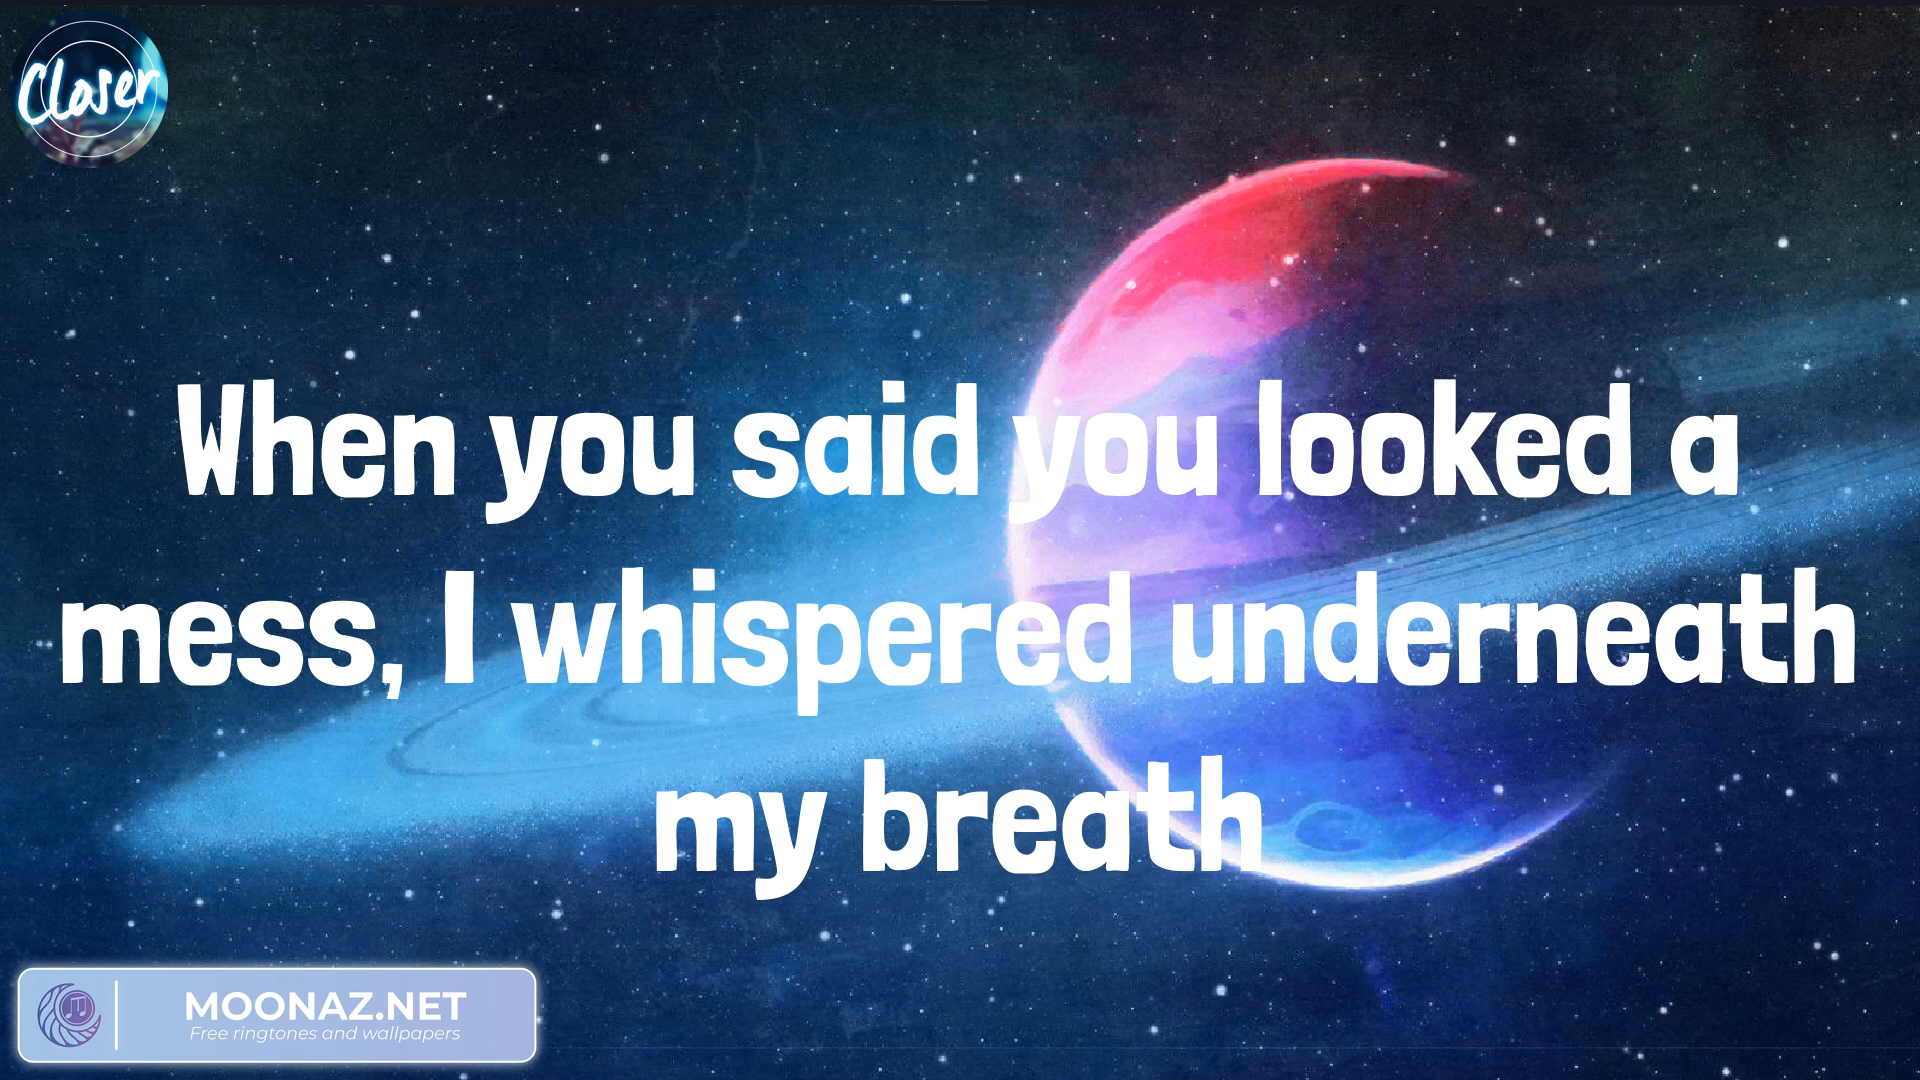 Closer
When you said you looked a
mess, I whispered underneath
my breath
MOONAZ.NET
Free ringtones and wallpapers